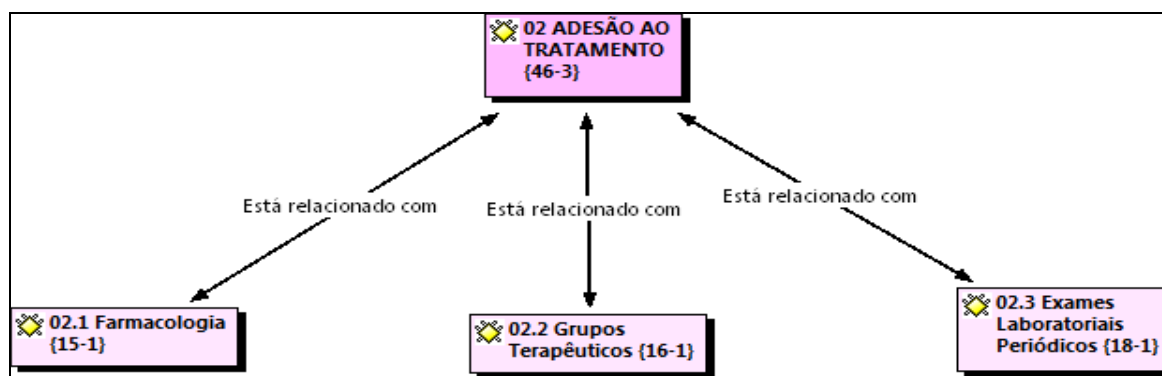 02 ADESÃO AO
TRATAMENTO
{46-3}
Está relacionado com
Está relacionado com
Está relacionado com
02.1 Farmacologia
{15-1}
02.2 Grupos
Terapêuticos {16-1}
02.3 Exames
Laboratoriais
Periódicos {18-1}